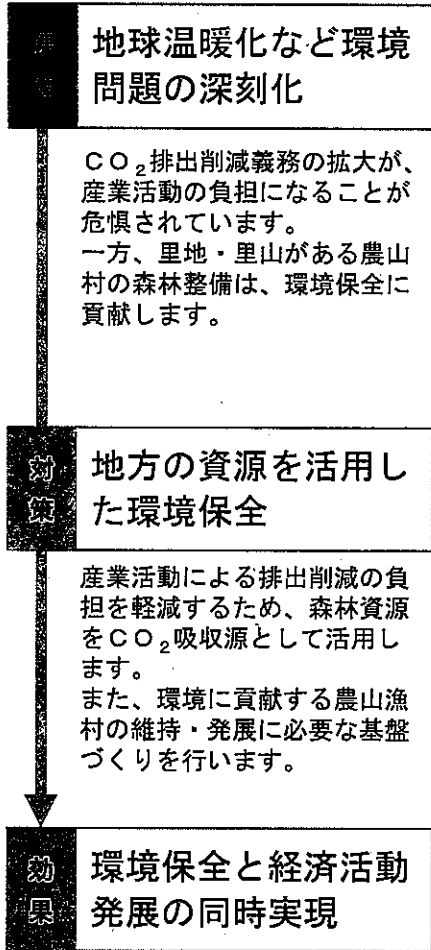 地球温暖化など環境
問題の深刻化
ＣＯ₂排出削減義務の拡大が、
産業活動の負担になることが
危惧されています。
一方、里地・里山がある農山
村の森林整備は、環境保全に
貢献します。
対策
地方の資源を活用し
た環境保全
産業活動による排出削減の負
担を軽減するため、森林資源
をＣＯ₂吸収源として活用し
ます。
また、環境に貢献する農山漁
村の維持・発展に必要な基盤
づくりを行います。
効果
環境保全と経済活動
発展の同時実現